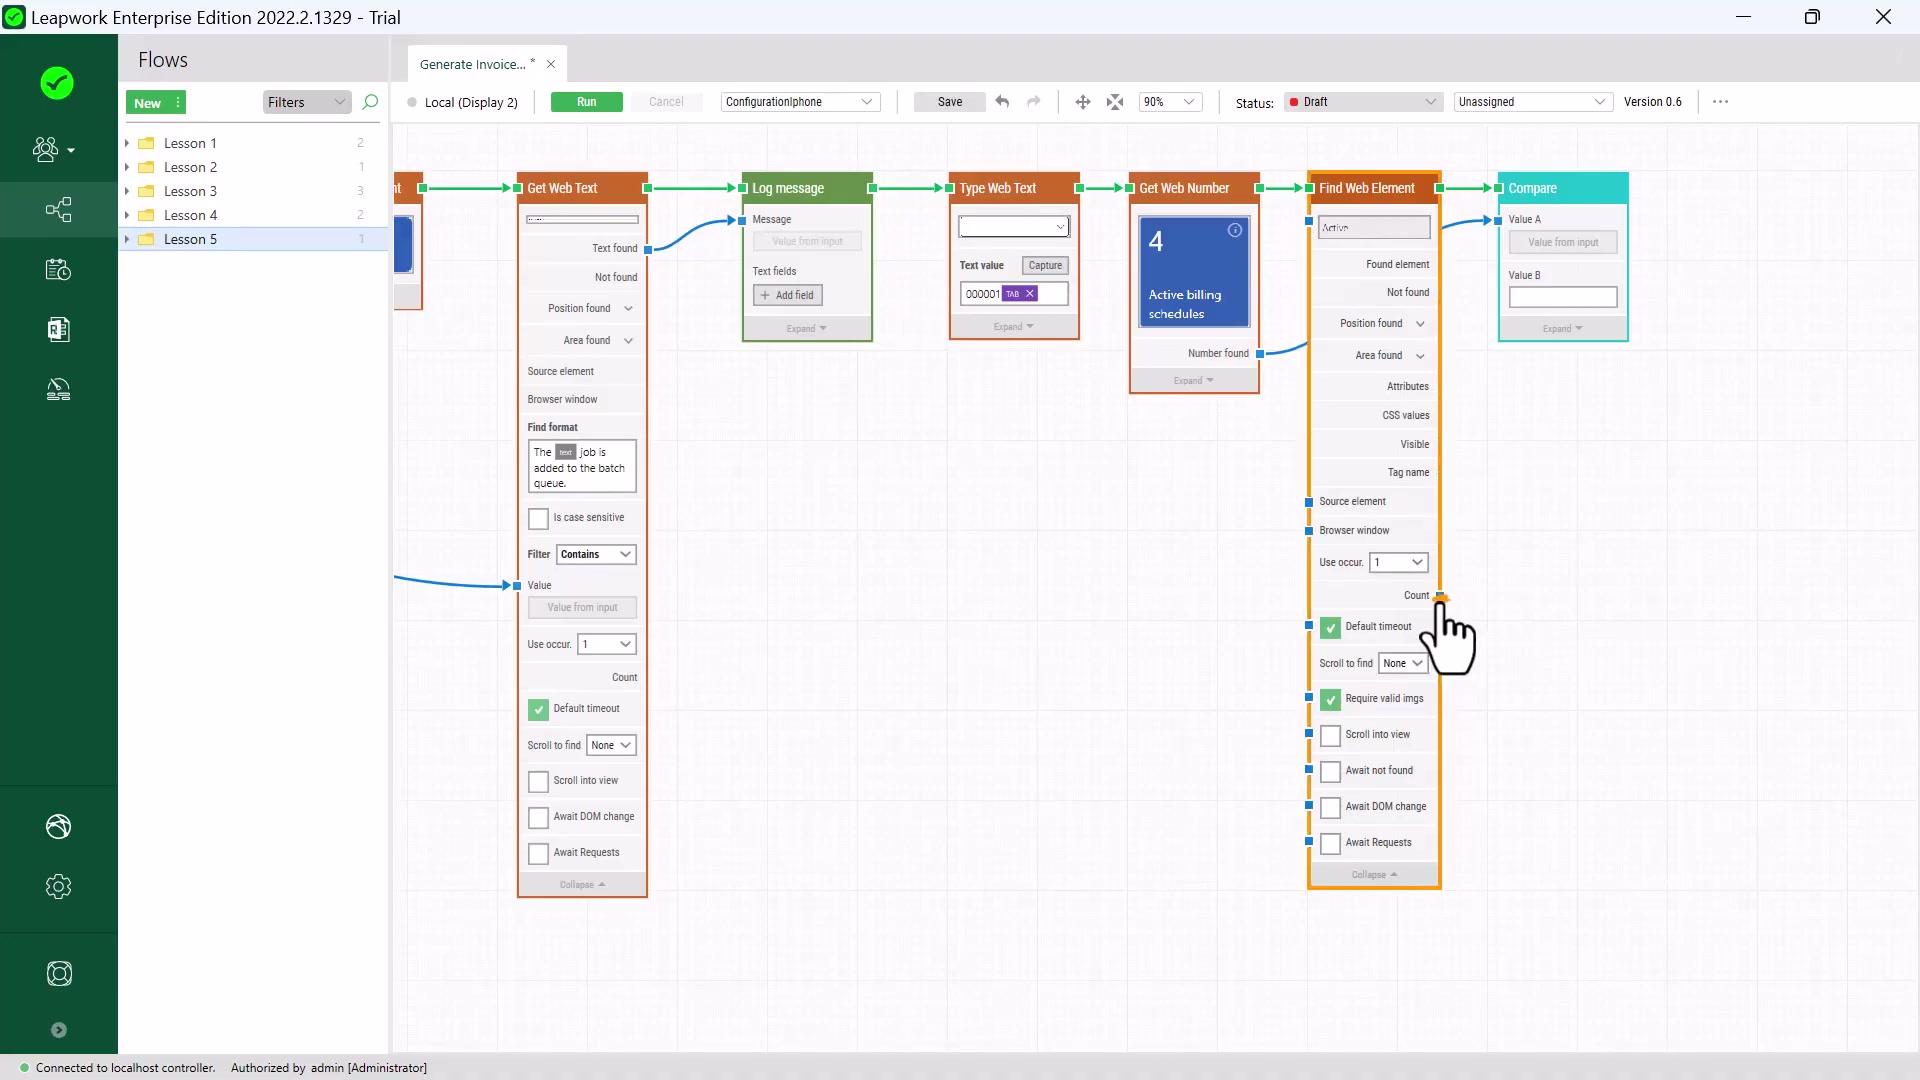 Leapwork Enterprise Edition 2022.2.1329 - Trial
Flows
Generate Invoice... *
New
Filters
Local (Display 2)
Run
Cancel
ConfigurationIphone
Save
90%
Status:
Draft
Unassigned
Version 0.6
Lesson 1 2
Lesson 2 1
Lesson 3 3
Lesson 4 2
Lesson 5 1
nt
Get Web Text
Text found
Not found
Position found
Area found
Source element
Browser window
Find format
The text job is
added to the batch
queue.
Is case sensitive
Filter Contains
Value
Value from input
Use occur. 1
Count
Default timeout
Scroll to find None
Scroll into view
Await DOM change
Await Requests
Collapse
Log message
Message
Value from input
Text fields
Add field
Expand
Type Web Text
Text value Capture
000001 TAB
Expand
Get Web Number
4
Active billing
schedules
Number found
Expand
Find Web Element
Active
Found element
Not found
Position found
Area found
Attributes
CSS values
Visible
Tag name
Source element
Browser window
Use occur. 1
Count
Default timeout
Scroll to find None
Require valid imgs
Scroll into view
Await not found
Await DOM change
Await Requests
Collapse
Compare
Value A
Value from input
Value B
Expand
Connected to localhost controller. Authorized by admin [Administrator]